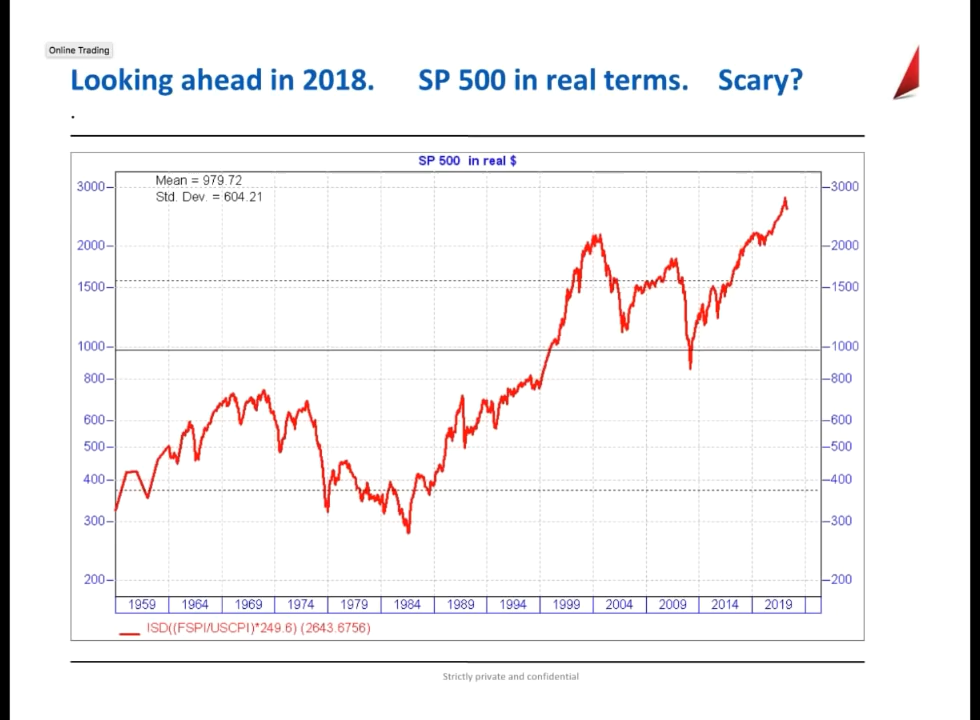 Online Trading
Looking ahead in 2018. SP 500 in real terms. Scary?
.
SP 500 in real $
Mean = 979.72
Std. Dev. = 604.21
3000 3000
2000 2000
1500 1500
1000 1000
800 800
600 600
500 500
400 400
300 300
200 200
1959 1964 1969 1974 1979 1984 1989 1994 1999 2004 2009 2014 2019
ISD((FSPI/USCPI)*249.6) (2643.6756)
Strictly private and confidential